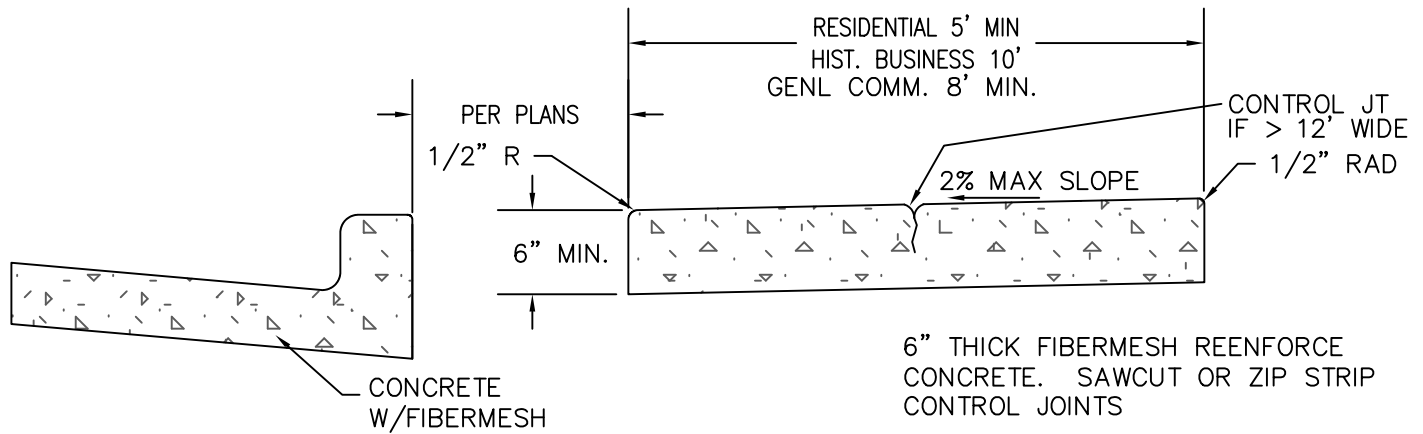 RESIDENTIAL 5' MIN
HIST. BUSINESS 10'
GENL COMM. 8' MIN.
PER PLANS
1/2" R
CONTROL JT
IF > 12' WIDE
1/2" RAD
2% MAX SLOPE
6" MIN.
CONCRETE
W/FIBERMESH
6" THICK FIBERMESH REENFORCE
CONCRETE. SAWCUT OR ZIP STRIP
CONTROL JOINTS